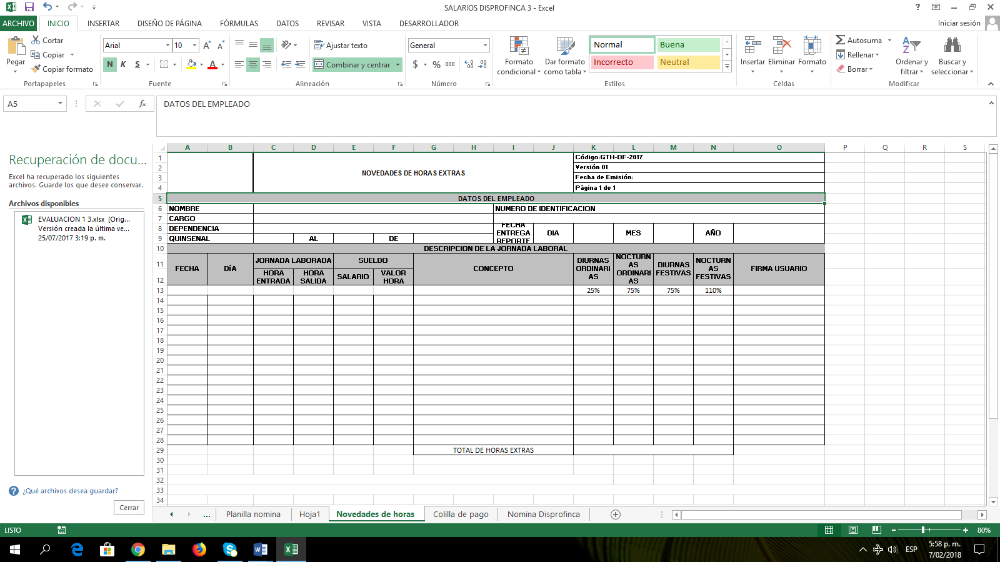 SALARIOS DISPROFINCA 3 - Excel
ARCHIVO INICIO INSERTAR DISEÑO DE PÁGINA FÓRMULAS DATOS REVISAR VISTA DESARROLLADOR Iniciar sesión
Pegar
Cortar
Copiar
Copiar formato
Portapapeles
Arial 10
N K S
Fuente
Ajustar texto
Combinar y centrar
Alineación
General
$ % 000
Número
Formato condicional
Dar formato como tabla
Normal Buena
Incorrecto Neutral
Estilos
Insertar Eliminar Formato
Celdas
Autosuma
Rellenar
Borrar
Ordenar y filtrar
Buscar y seleccionar
Modificar
A5 fx DATOS DEL EMPLEADO
Recuperación de docu...
Excel ha recuperado los siguientes
archivos. Guarde los que desee conservar.
Archivos disponibles
EVALUACION 1 3.xlsx [Orig...
Versión creada la última ve...
25/07/2017 3:19 p. m.
¿Qué archivos desea guardar?
Cerrar
A B C D E F G H I J K L M N O P Q R S
1 Código:GTH-DF-2017
2 NOVEDADES DE HORAS EXTRAS Versión 01
3 Fecha de Emisión:
4 Página 1 de 1
5 DATOS DEL EMPLEADO
6 NOMBRE NUMERO DE IDENTIFICACION
7 CARGO
8 DEPENDENCIA FECHA ENTREGA REPORTE DIA MES AÑO
9 QUINSENAL AL DE
10 DESCRIPCION DE LA JORNADA LABORAL
11 FECHA DÍA JORNADA LABORADA SUELDO CONCEPTO DIURNAS ORDINARIAS NOCTURNAS ORDINARIAS DIURNAS FESTIVAS NOCTURNAS FESTIVAS FIRMA USUARIO
12 HORA ENTRADA HORA SALIDA SALARIO VALOR HORA
13 25% 75% 75% 110%
14
15
16
17
18
19
20
21
22
23
24
25
26
27
28
29 TOTAL DE HORAS EXTRAS
30
31
32
33
34
... Planilla nomina Hoja1 Novedades de horas Colilla de pago Nomina Disprofinca
LISTO 80%
ESP 5:58 p. m.
7/02/2018